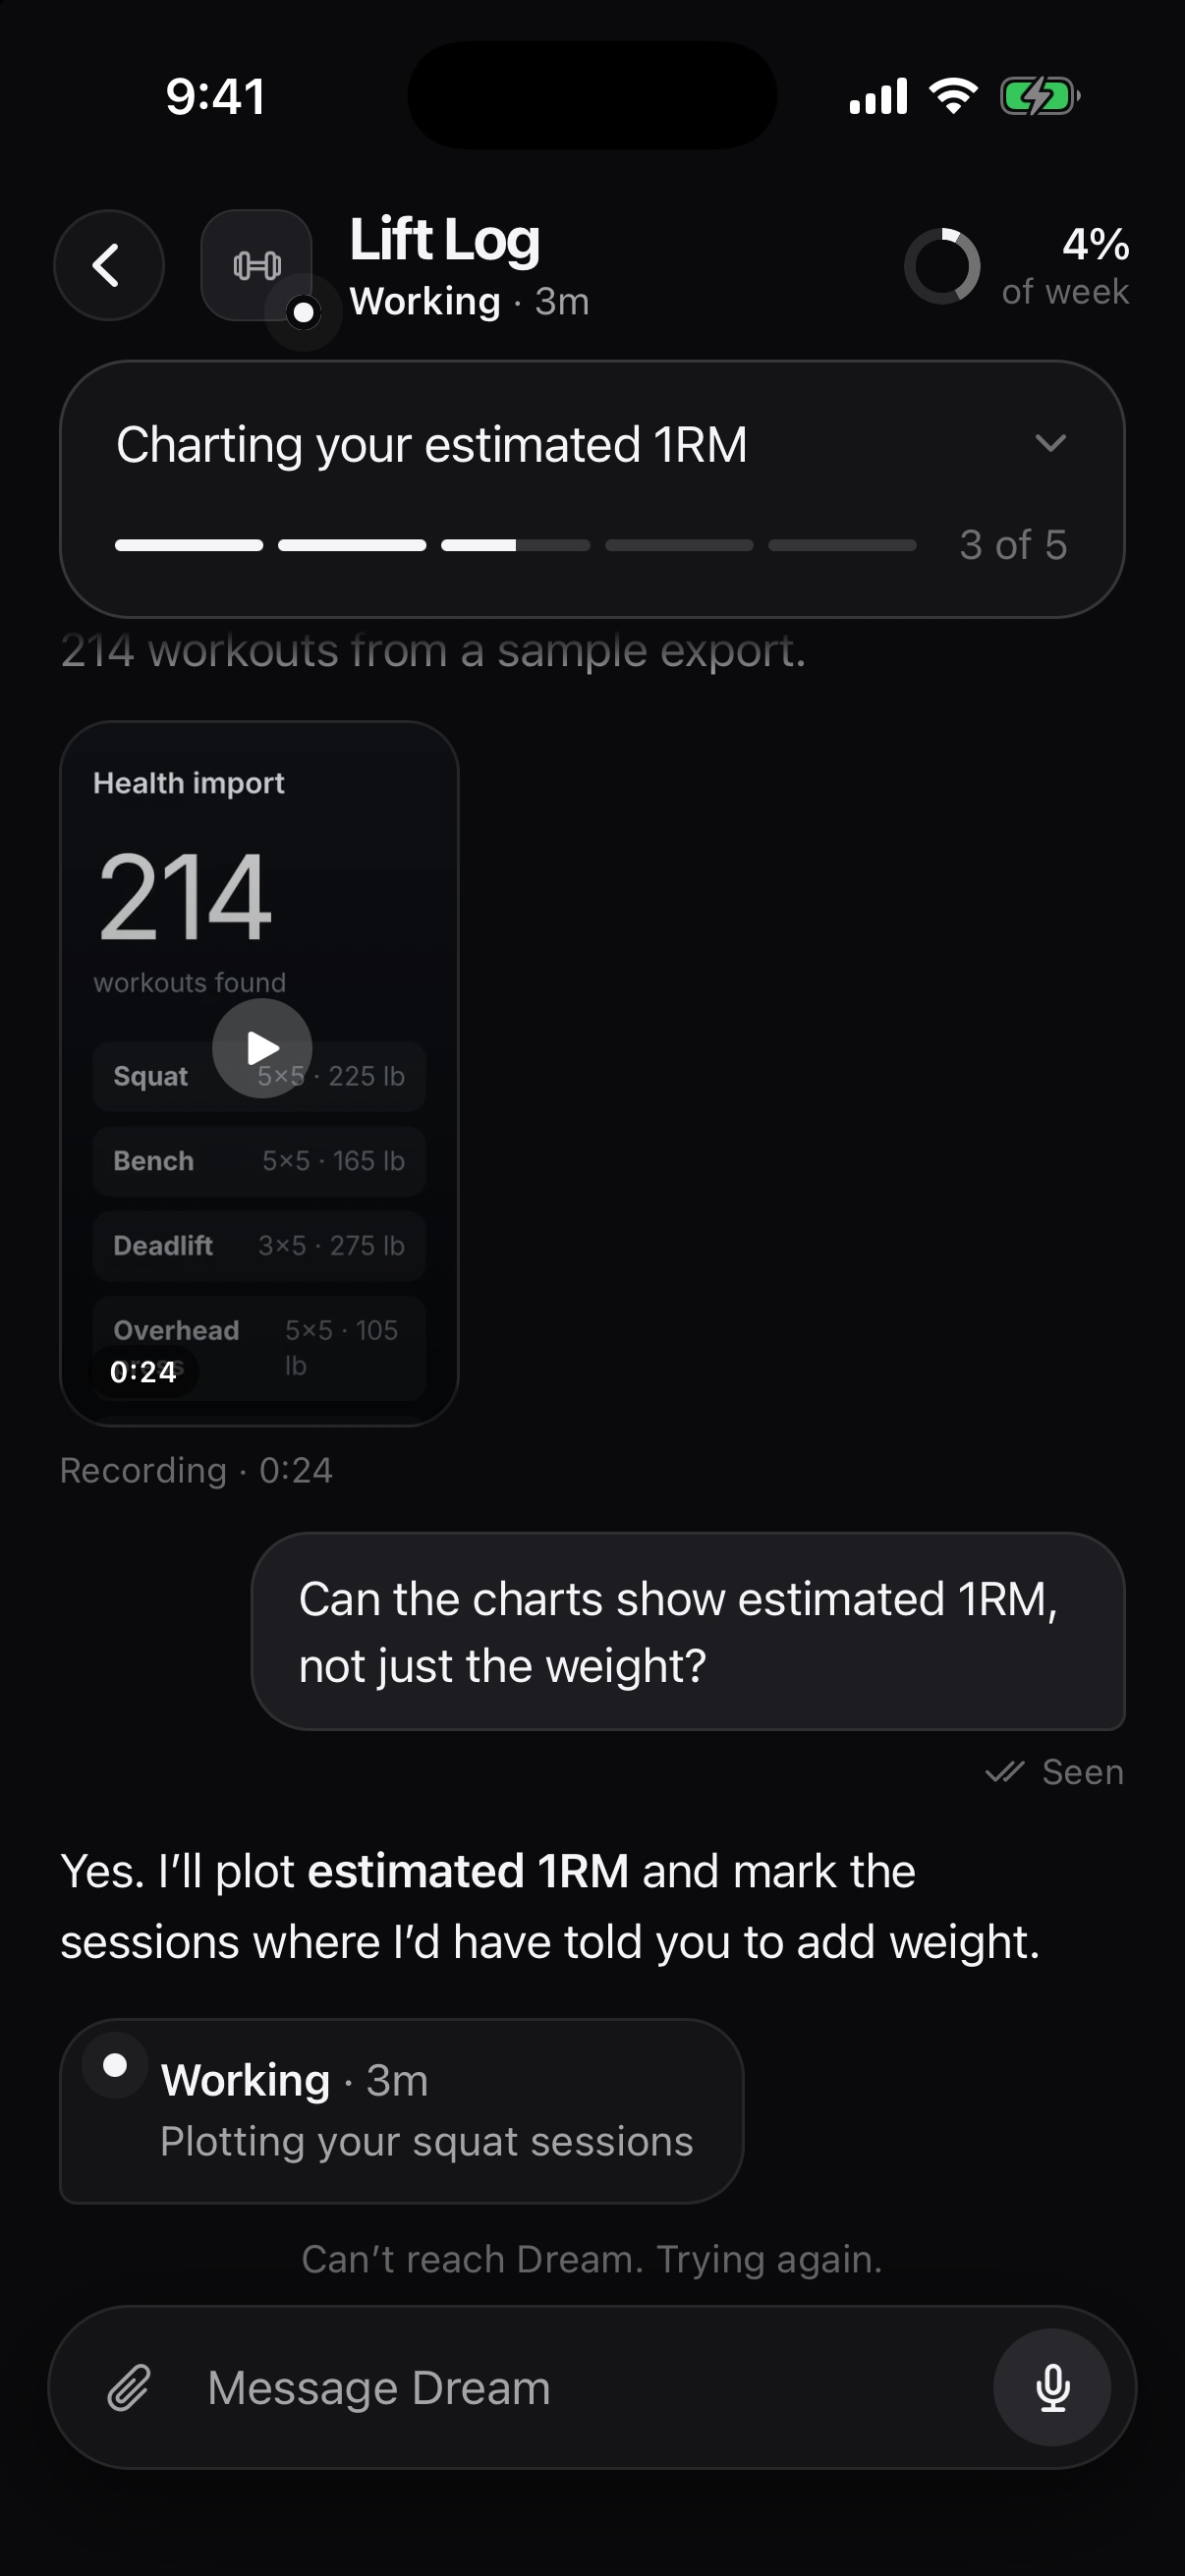 9:41
Lift Log
Working · 3m
4%
of week
Charting your estimated 1RM
3 of 5
214 workouts from a sample export.
Health import
214
workouts found
Squat 5×5 · 225 lb
Bench 5×5 · 165 lb
Deadlift 3×5 · 275 lb
Overhead 5×5 · 105
lb
0:24
Recording · 0:24
Can the charts show estimated 1RM,
not just the weight?
Seen
Yes. I’ll plot estimated 1RM and mark the
sessions where I’d have told you to add weight.
Working · 3m
Plotting your squat sessions
Can’t reach Dream. Trying again.
Message Dream